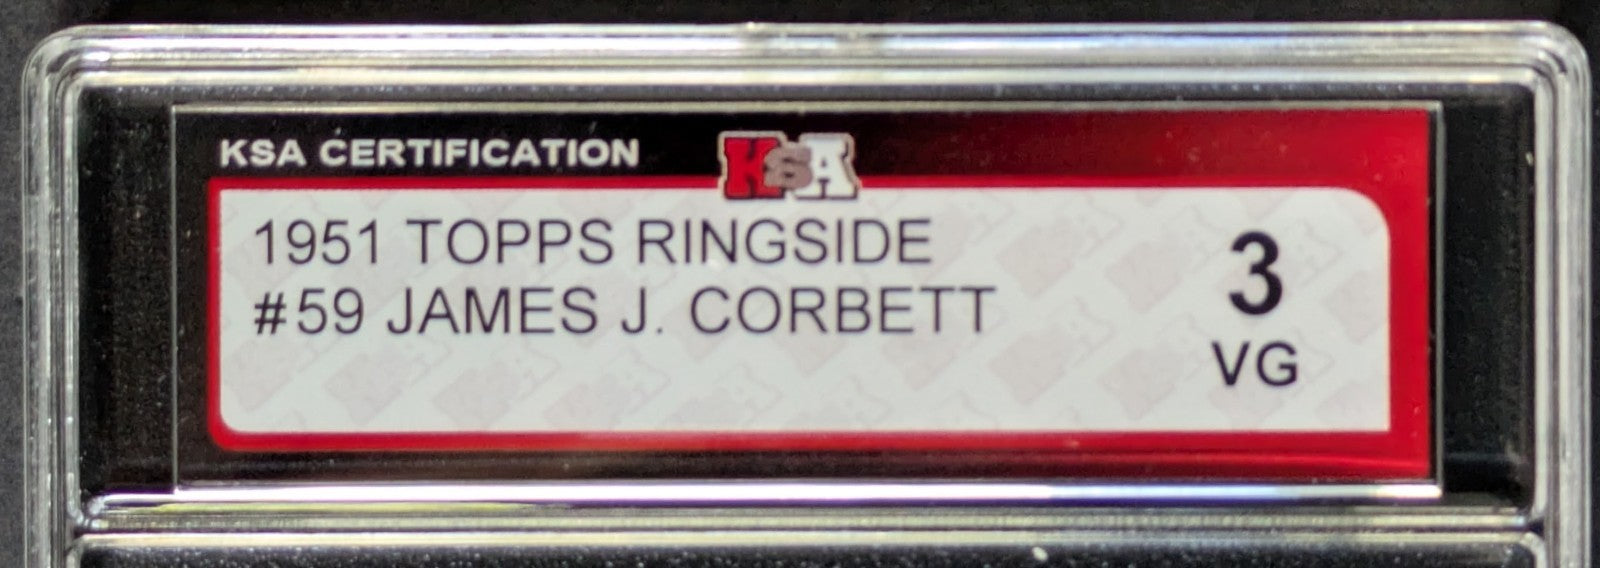 KSA CERTIFICATION
KSA
1951 TOPPS RINGSIDE
#59 JAMES J. CORBETT
3
VG